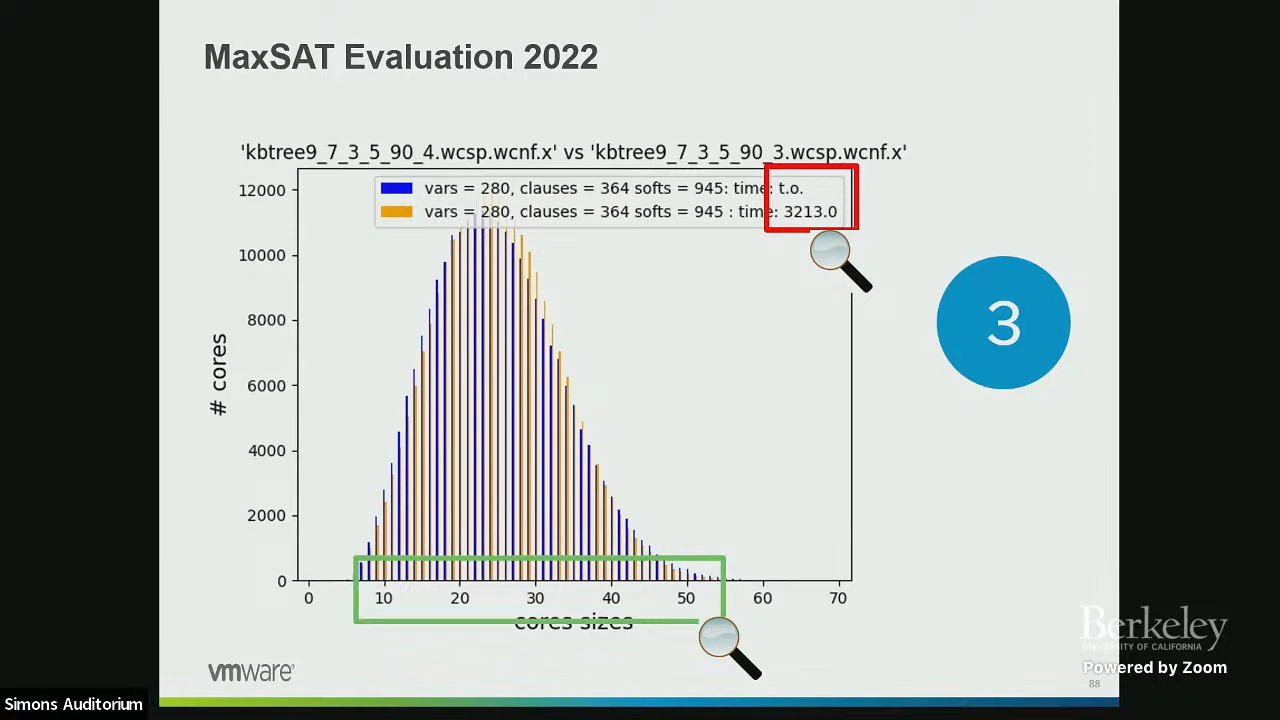 MaxSAT Evaluation 2022
'kbtree9_7_3_5_90_4.wcsp.wcnf.x' vs 'kbtree9_7_3_5_90_3.wcsp.wcnf.x'
vars = 280, clauses = 364 softs = 945: time: t.o.
vars = 280, clauses = 364 softs = 945 : time: 3213.0
12000
10000
8000
6000
4000
2000
0
# cores
0 10 20 30 40 50 60 70
cores sizes
3
vmware
Berkeley
UNIVERSITY OF CALIFORNIA
Powered by Zoom
88
Simons Auditorium